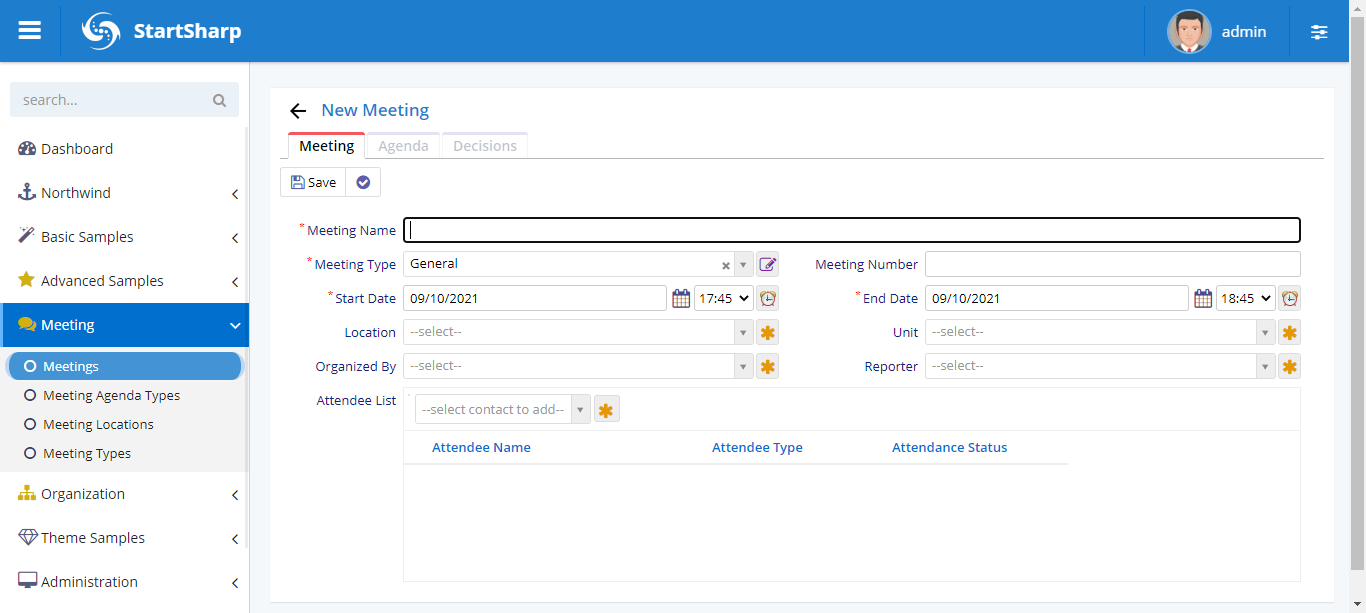 StartSharp
admin
search...
Dashboard
Northwind
Basic Samples
Advanced Samples
Meeting
Meetings
Meeting Agenda Types
Meeting Locations
Meeting Types
Organization
Theme Samples
Administration
New Meeting
Meeting Agenda Decisions
Save
*Meeting Name
*Meeting Type General Meeting Number
*Start Date 09/10/2021 17:45 *End Date 09/10/2021 18:45
Location --select-- Unit --select--
Organized By --select-- Reporter --select--
Attendee List --select contact to add--
Attendee Name Attendee Type Attendance Status